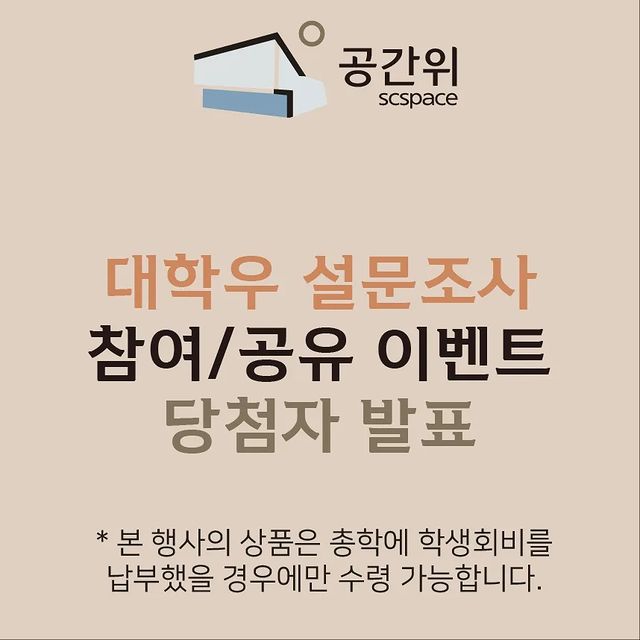 공간위
scspace
대학우 설문조사
참여/공유 이벤트
당첨자 발표
* 본 행사의 상품은 총학에 학생회비를
납부했을 경우에만 수령 가능합니다.